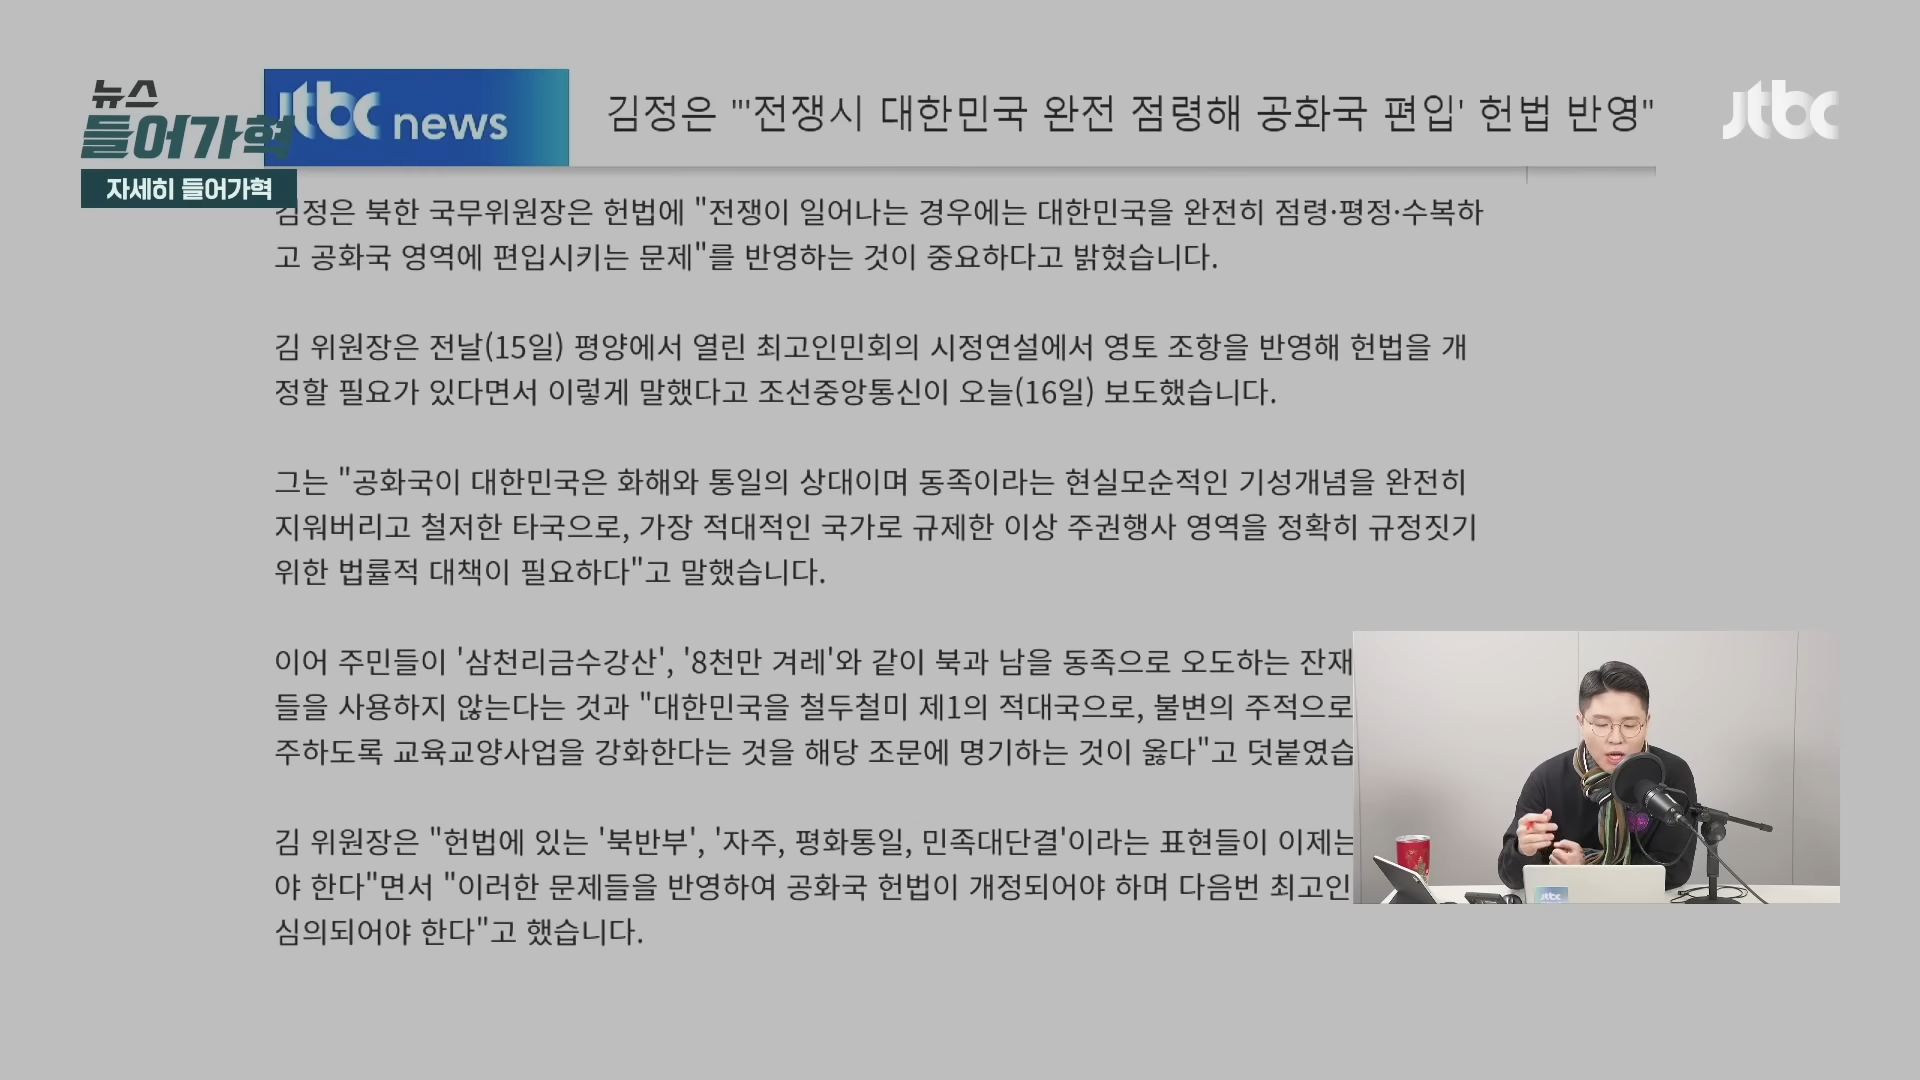 뉴스
들어가혁
자세히 들어가혁
jtbc news
김정은 "'전쟁시 대한민국 완전 점령해 공화국 편입' 헌법 반영"
jtbc
김정은 북한 국무위원장은 헌법에 "전쟁이 일어나는 경우에는 대한민국을 완전히 점령·평정·수복하
고 공화국 영역에 편입시키는 문제"를 반영하는 것이 중요하다고 밝혔습니다.
김 위원장은 전날(15일) 평양에서 열린 최고인민회의 시정연설에서 영토 조항을 반영해 헌법을 개
정할 필요가 있다면서 이렇게 말했다고 조선중앙통신이 오늘(16일) 보도했습니다.
그는 "공화국이 대한민국은 화해와 통일의 상대이며 동족이라는 현실모순적인 기성개념을 완전히
지워버리고 철저한 타국으로, 가장 적대적인 국가로 규제한 이상 주권행사 영역을 정확히 규정짓기
위한 법률적 대책이 필요하다"고 말했습니다.
이어 주민들이 '삼천리금수강산', '8천만 겨레'와 같이 북과 남을 동족으로 오도하는 잔재
들을 사용하지 않는다는 것과 "대한민국을 철두철미 제1의 적대국으로, 불변의 주적으로
주하도록 교육교양사업을 강화한다는 것을 해당 조문에 명기하는 것이 옳다"고 덧붙였습
김 위원장은 "헌법에 있는 '북반부', '자주, 평화통일, 민족대단결'이라는 표현들이 이제는
야 한다"면서 "이러한 문제들을 반영하여 공화국 헌법이 개정되어야 하며 다음번 최고인
심의되어야 한다"고 했습니다.
jtbc